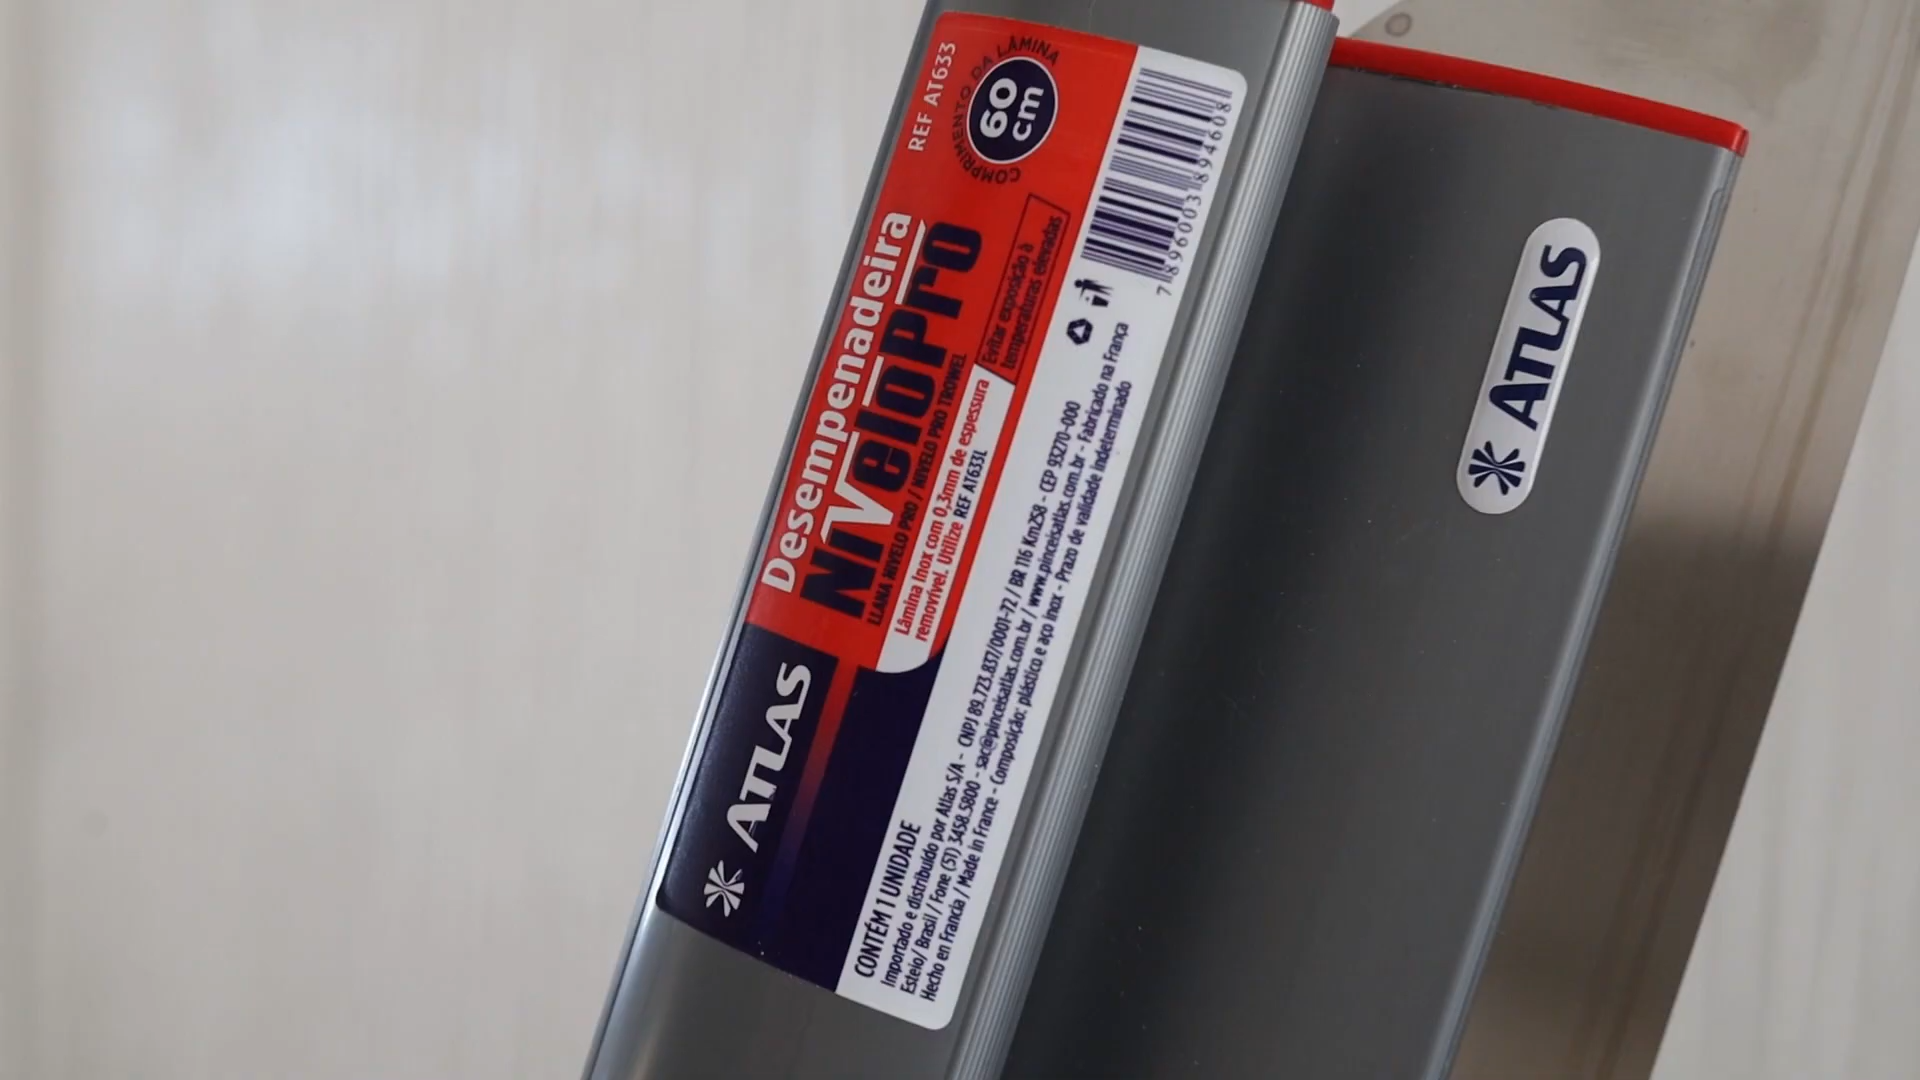 REF AT633
COMPRIMENTO DA LÂMINA
60
cm
Desempenadeira
NiveloPro
LLANA NIVELO PRO / NIVELO PRO TROWEL
Lâmina Inox com 0,3mm de espessura
removível. Utilize REF AT633L
Evitar exposição à
temperaturas elevadas
ATLAS
CONTÉM 1 UNIDADE
Importado e distribuído por Atlas S/A - CNPJ 89.723.837/0001-72 / BR 116 Km258 - CEP 93270-000
Esteio/ Brasil / Fone (51) 3458.5800 - sac@pinceisatlas.com.br / www.pinceisatlas.com.br - Fabricado na França
Hecho en Francia / Made in France - Composição: plástico e aço inox - Prazo de validade indeterminado
7896003894608
ATLAS